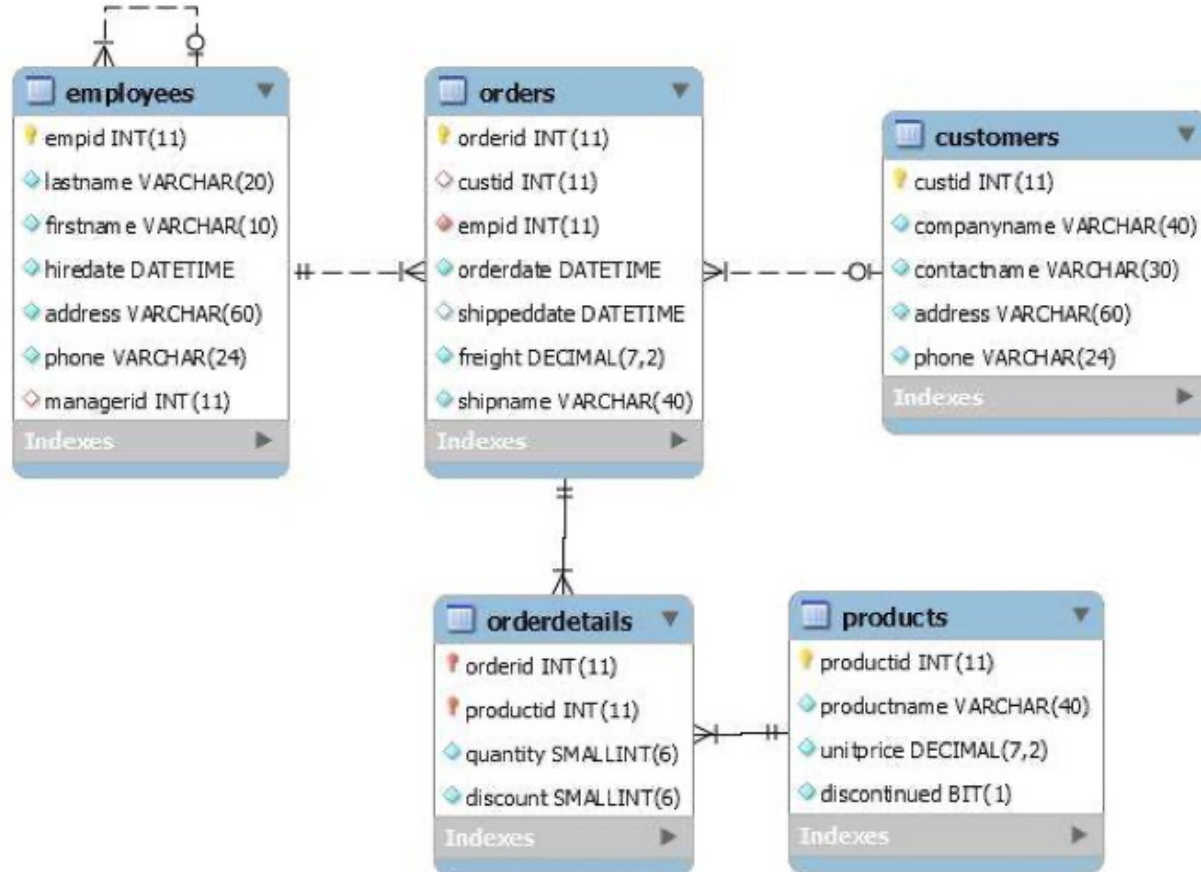 employees
empid INT(11)
lastname VARCHAR(20)
firstname VARCHAR(10)
hiredate DATETIME
address VARCHAR(60)
phone VARCHAR(24)
managerid INT(11)
Indexes
orders
orderid INT(11)
custid INT(11)
empid INT(11)
orderdate DATETIME
shippeddate DATETIME
freight DECIMAL(7,2)
shipname VARCHAR(40)
Indexes
customers
custid INT(11)
companyname VARCHAR(40)
contactname VARCHAR(30)
address VARCHAR(60)
phone VARCHAR(24)
Indexes
orderdetails
orderid INT(11)
productid INT(11)
quantity SMALLINT(6)
discount SMALLINT(6)
Indexes
products
productid INT(11)
productname VARCHAR(40)
unitprice DECIMAL(7,2)
discontinued BIT(1)
Indexes